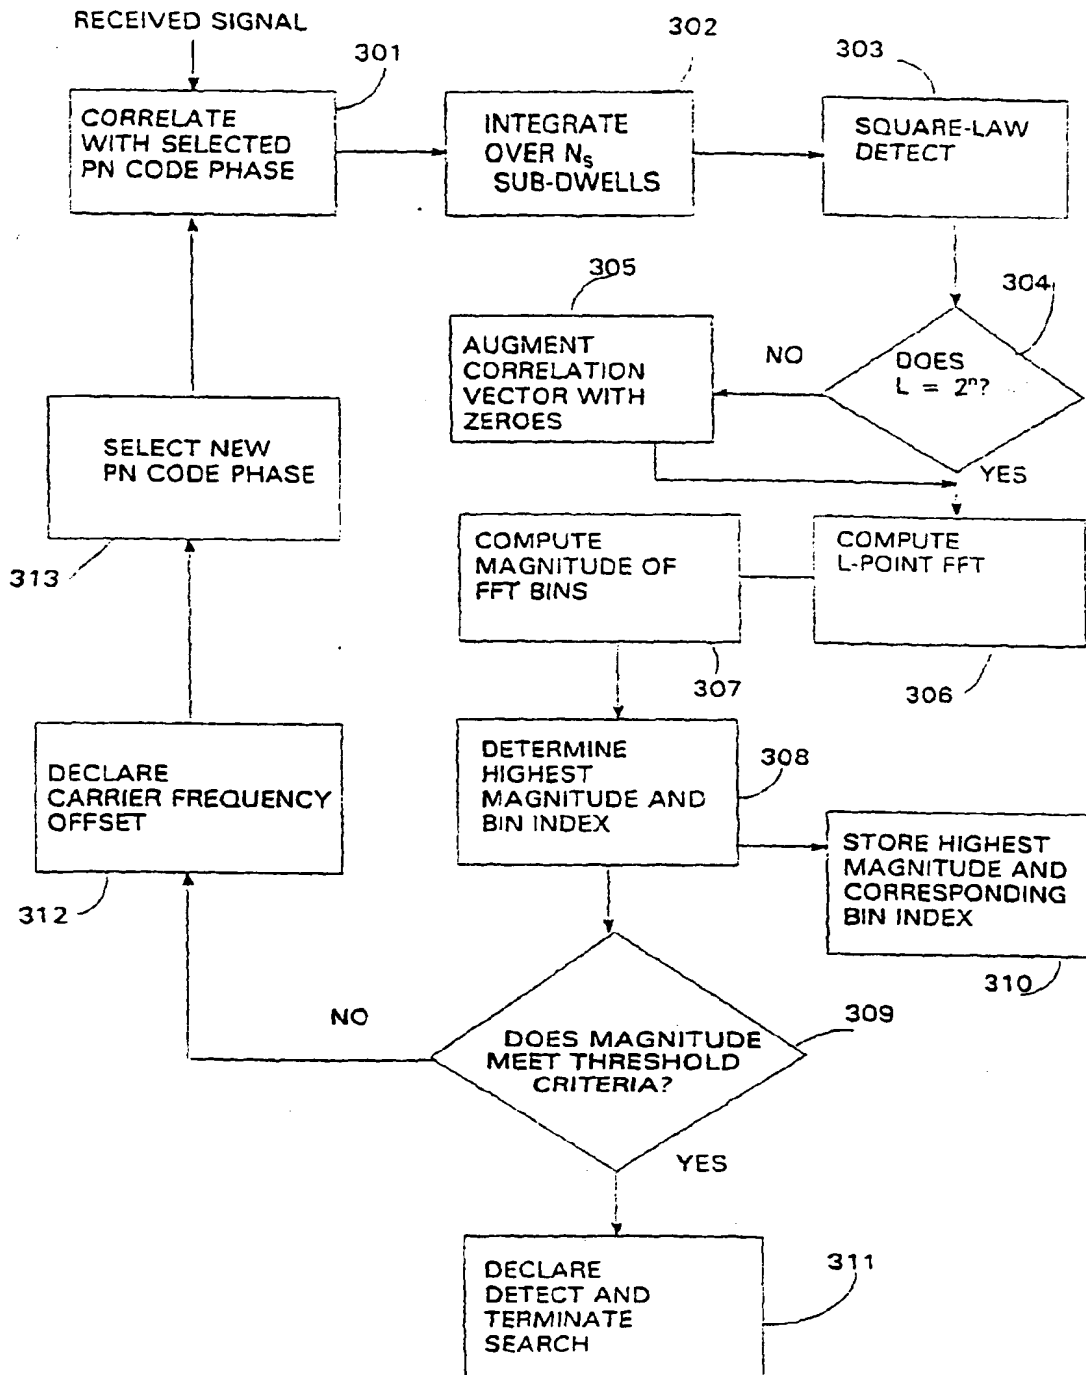 RECEIVED SIGNAL
301
CORRELATE
WITH SELECTED
PN CODE PHASE
302
INTEGRATE
OVER Ns
SUB-DWELLS
303
SQUARE-LAW
DETECT
304
DOES
L = 2ⁿ?
NO
YES
305
AUGMENT
CORRELATION
VECTOR WITH
ZEROES
COMPUTE
L-POINT FFT
306
COMPUTE
MAGNITUDE OF
FFT BINS
307
DETERMINE
HIGHEST
MAGNITUDE AND
BIN INDEX
308
STORE HIGHEST
MAGNITUDE AND
CORRESPONDING
BIN INDEX
310
DOES MAGNITUDE
MEET THRESHOLD
CRITERIA?
309
NO
YES
DECLARE
DETECT AND
TERMINATE
SEARCH
311
DECLARE
CARRIER FREQUENCY
OFFSET
312
SELECT NEW
PN CODE PHASE
313